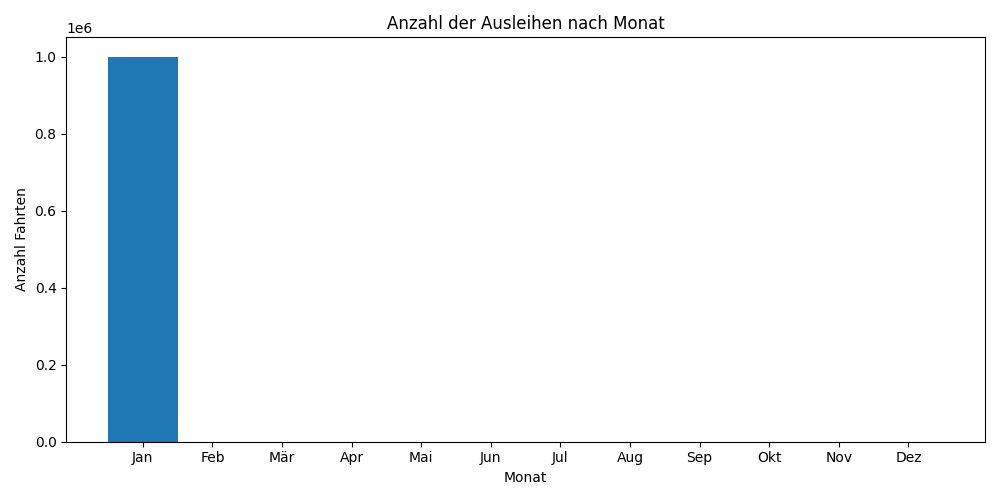 Anzahl der Ausleihen nach Monat
1e6
1.0
0.8
0.6
0.4
0.2
0.0
Anzahl Fahrten
Jan Feb Mär Apr Mai Jun Jul Aug Sep Okt Nov Dez
Monat